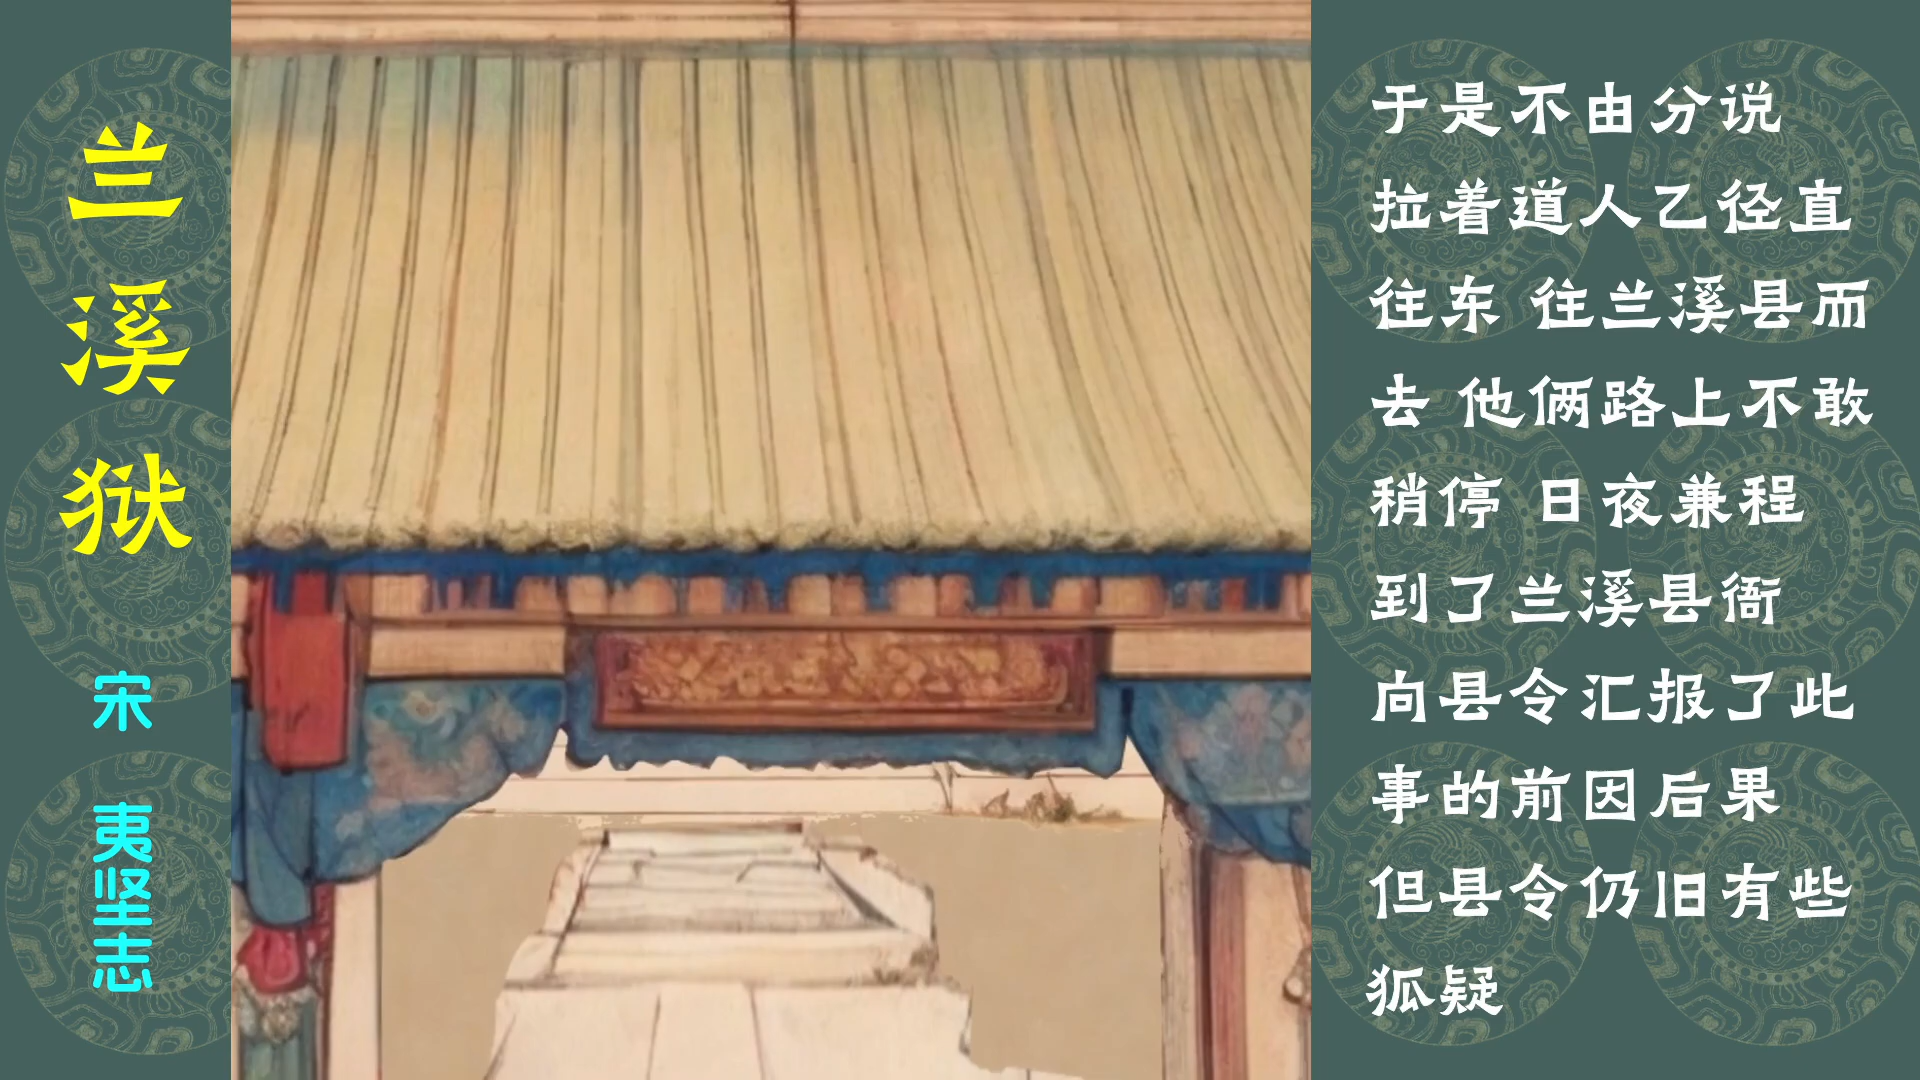 兰溪狱
宋
夷坚志
于是不由分说
拉着道人乙径直
往东 往兰溪县而
去 他俩路上不敢
稍停 日夜兼程
到了兰溪县衙
向县令汇报了此
事的前因后果
但县令仍旧有些
狐疑